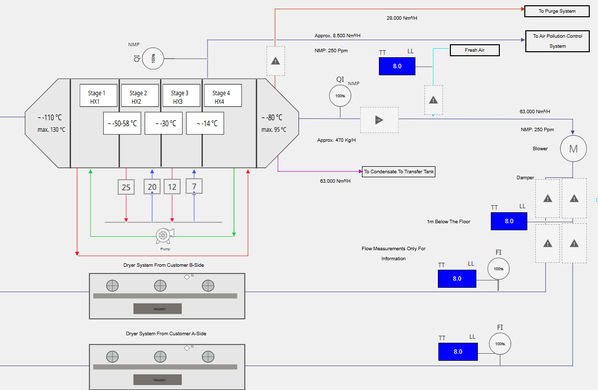 28.000 Nm³/H
To Purge System
Approx. 8.500 Nm³/H
To Air Pollution Control
System
NMP
QI
100%
NMP: 250 Ppm
TT
LL
8.0
Fresh Air
Stage 1
HX1
Stage 2
HX2
Stage 3
HX3
Stage 4
HX4
~ -110 °C
max. 130 °C
~ -50-58 °C
~ -30 °C
~ -14 °C
~ -80 °C
max. 95 °C
QI
NMP
100%
63.000 Nm³/H
NMP: 250 Ppm
Blower
M
Approx. 470 Kg/H
To Condensate To Transfer Tank
63.000 Nm³/H
Damper
25
20
12
7
TT
LL
8.0
1m Below The Floor
Pump
Flow Measurements Only For
Information
Dryer System From Customer B-Side
TT
LL
8.0
FI
100%
Dryer System From Customer A-Side
TT
LL
8.0
FI
100%